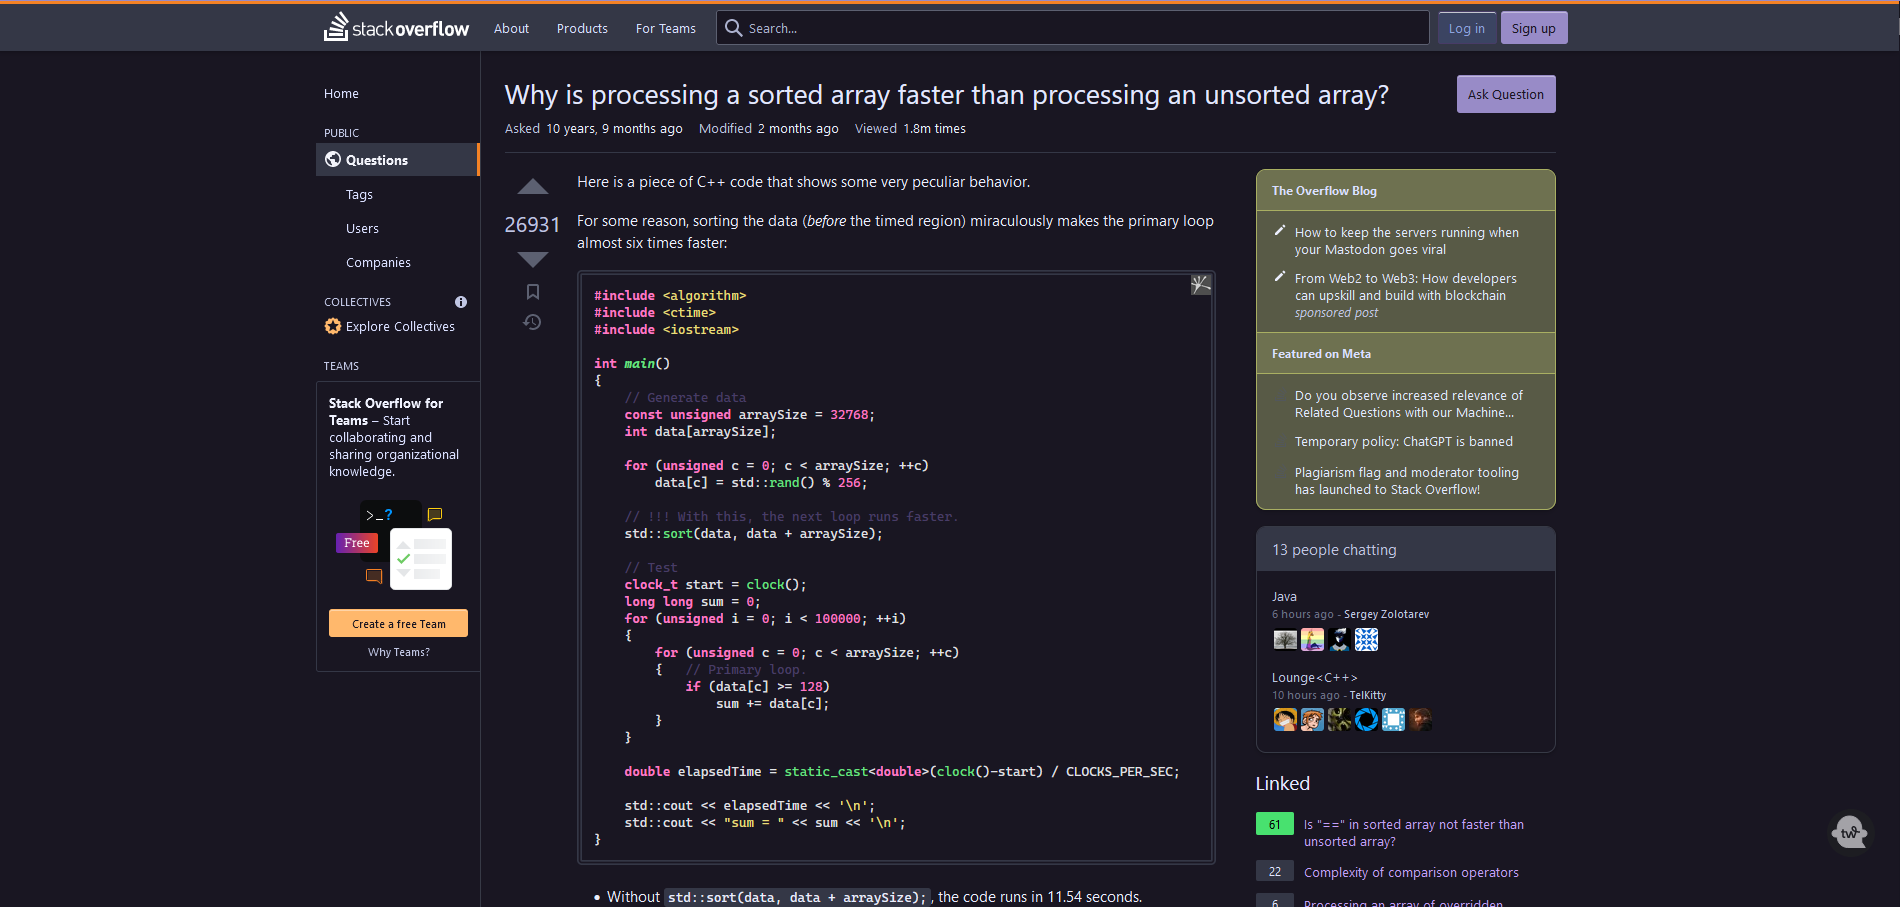 stack overflow
About
Products
For Teams
Search...
Log in
Sign up
Home
PUBLIC
Questions
Tags
Users
Companies
COLLECTIVES
Explore Collectives
TEAMS
Stack Overflow for
Teams – Start
collaborating and
sharing organizational
knowledge.
>_?
Free
Create a free Team
Why Teams?
Why is processing a sorted array faster than processing an unsorted array?
Ask Question
Asked 10 years, 9 months ago Modified 2 months ago Viewed 1.8m times
26931
Here is a piece of C++ code that shows some very peculiar behavior.
For some reason, sorting the data (before the timed region) miraculously makes the primary loop
almost six times faster:
#include <algorithm>
#include <ctime>
#include <iostream>
int main()
{
    // Generate data
    const unsigned arraySize = 32768;
    int data[arraySize];
    for (unsigned c = 0; c < arraySize; ++c)
        data[c] = std::rand() % 256;
    // !!! With this, the next loop runs faster.
    std::sort(data, data + arraySize);
    // Test
    clock_t start = clock();
    long long sum = 0;
    for (unsigned i = 0; i < 100000; ++i)
    {
        for (unsigned c = 0; c < arraySize; ++c)
        {   // Primary loop.
            if (data[c] >= 128)
                sum += data[c];
        }
    }
    double elapsedTime = static_cast<double>(clock()-start) / CLOCKS_PER_SEC;
    std::cout << elapsedTime << '\n';
    std::cout << "sum = " << sum << '\n';
}
• Without std::sort(data, data + arraySize);, the code runs in 11.54 seconds.
The Overflow Blog
How to keep the servers running when
your Mastodon goes viral
From Web2 to Web3: How developers
can upskill and build with blockchain
sponsored post
Featured on Meta
Do you observe increased relevance of
Related Questions with our Machine...
Temporary policy: ChatGPT is banned
Plagiarism flag and moderator tooling
has launched to Stack Overflow!
13 people chatting
Java
6 hours ago - Sergey Zolotarev
Lounge<C++>
10 hours ago - TelKitty
Linked
61 Is "==" in sorted array not faster than
unsorted array?
22 Complexity of comparison operators
6 Processing an array of overridden
tw